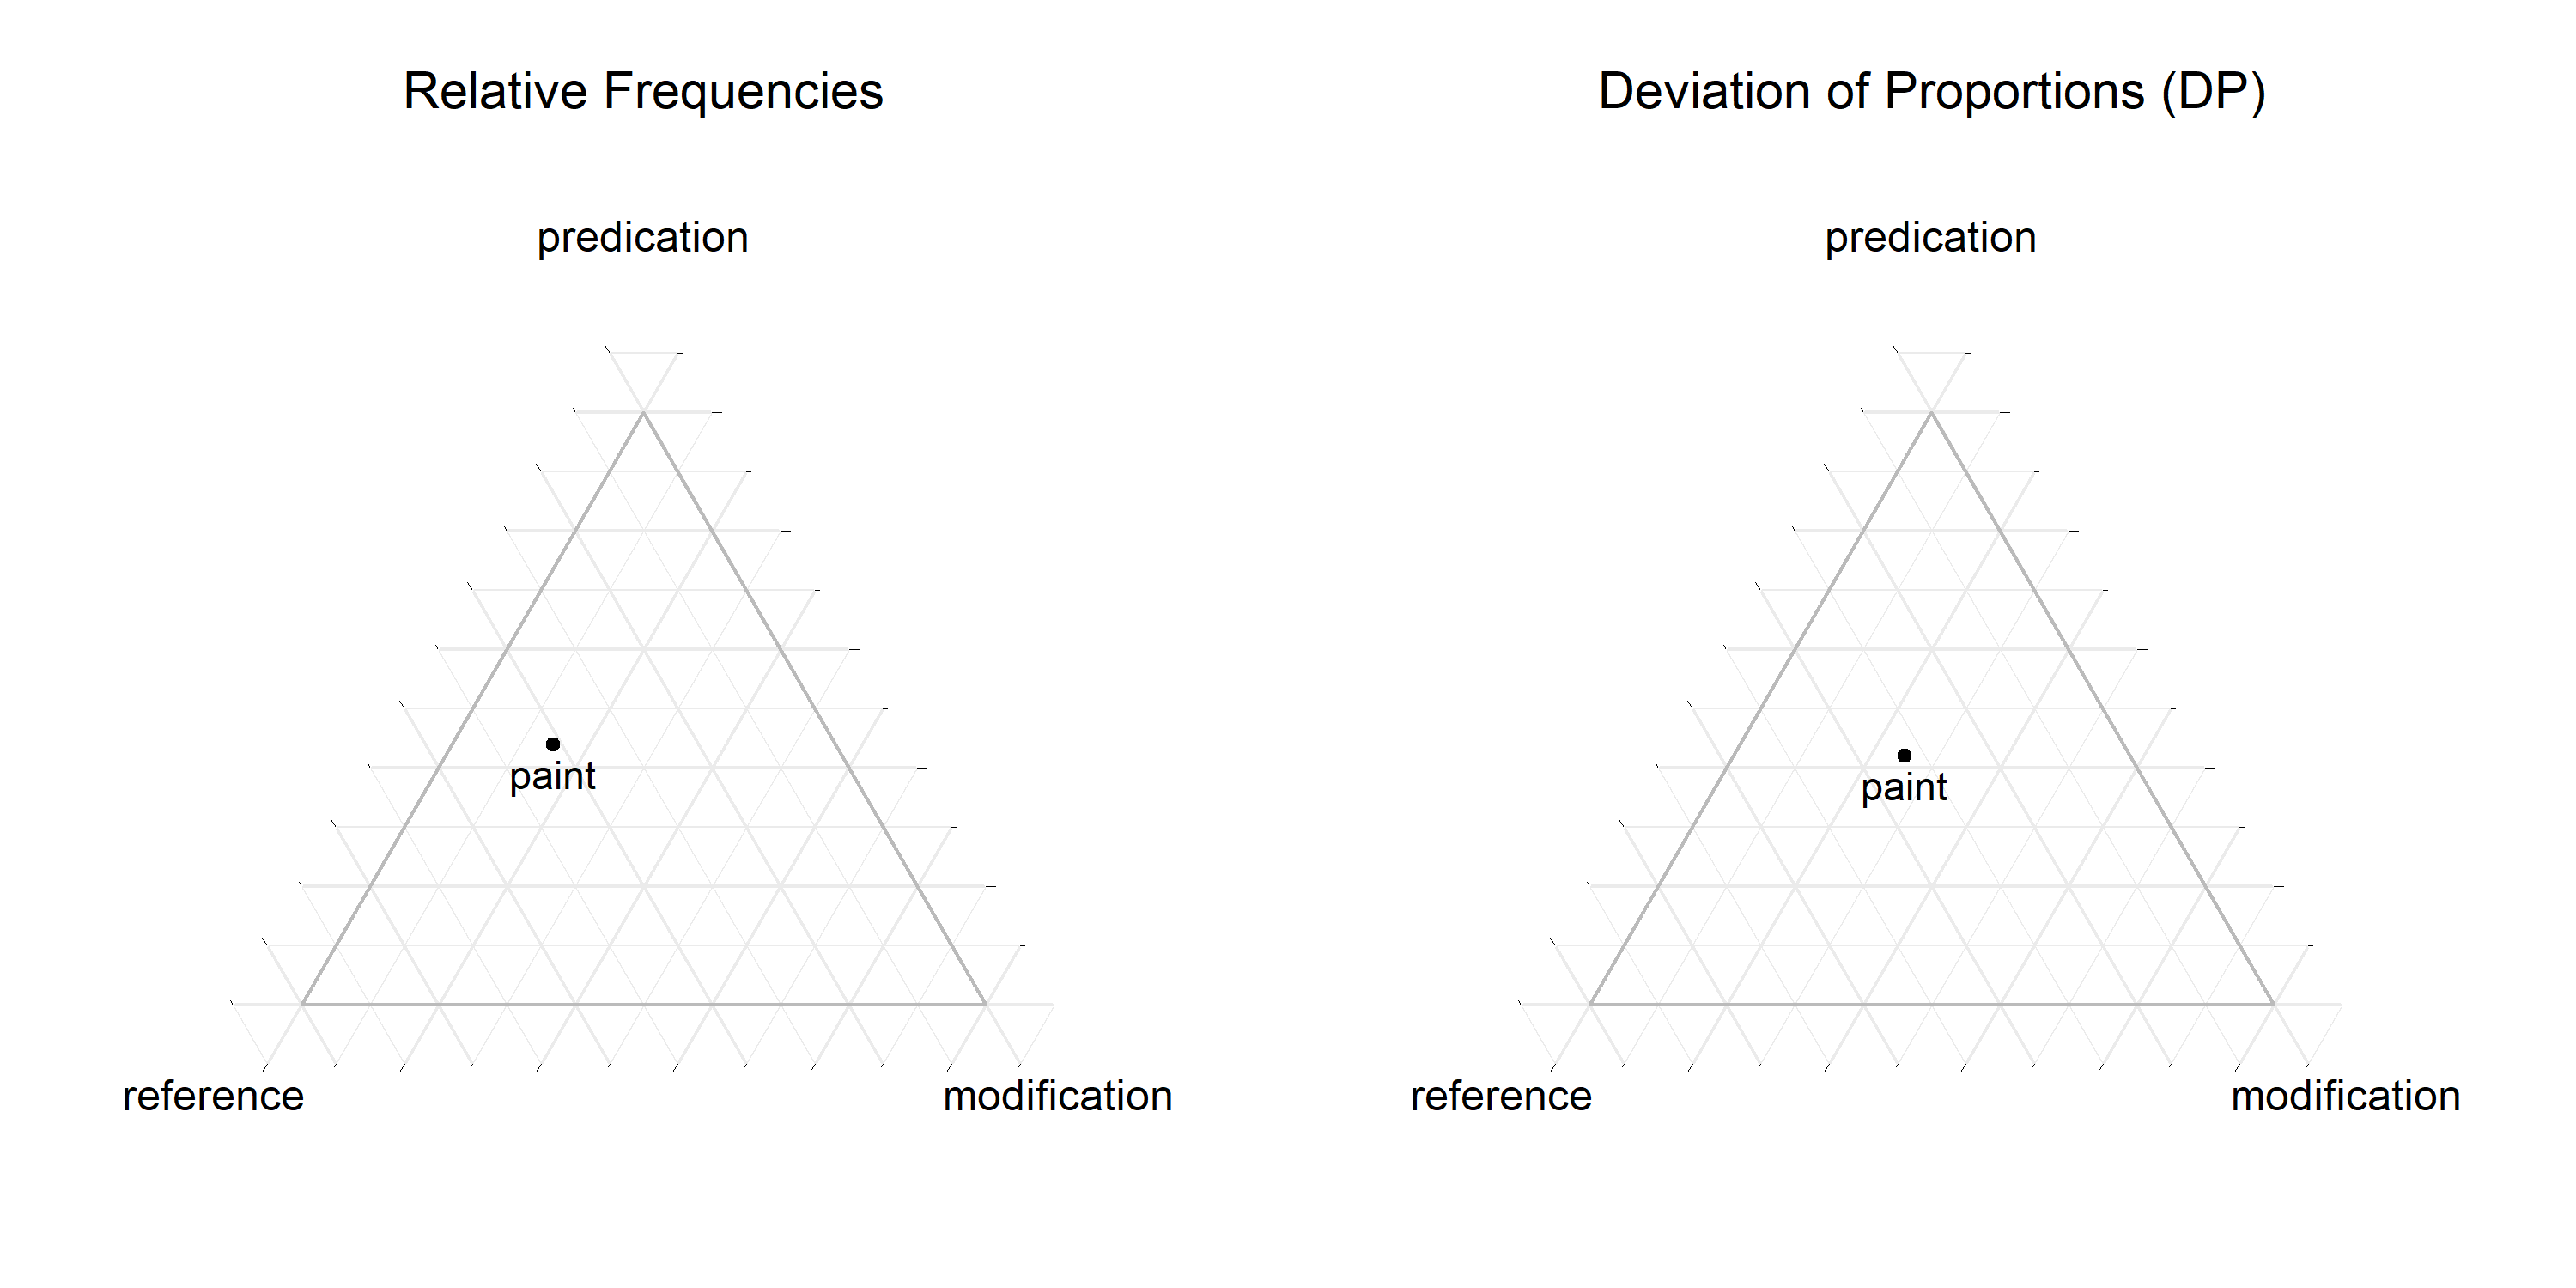 Relative Frequencies
predication
paint
reference
modification
Deviation of Proportions (DP)
predication
paint
reference
modification